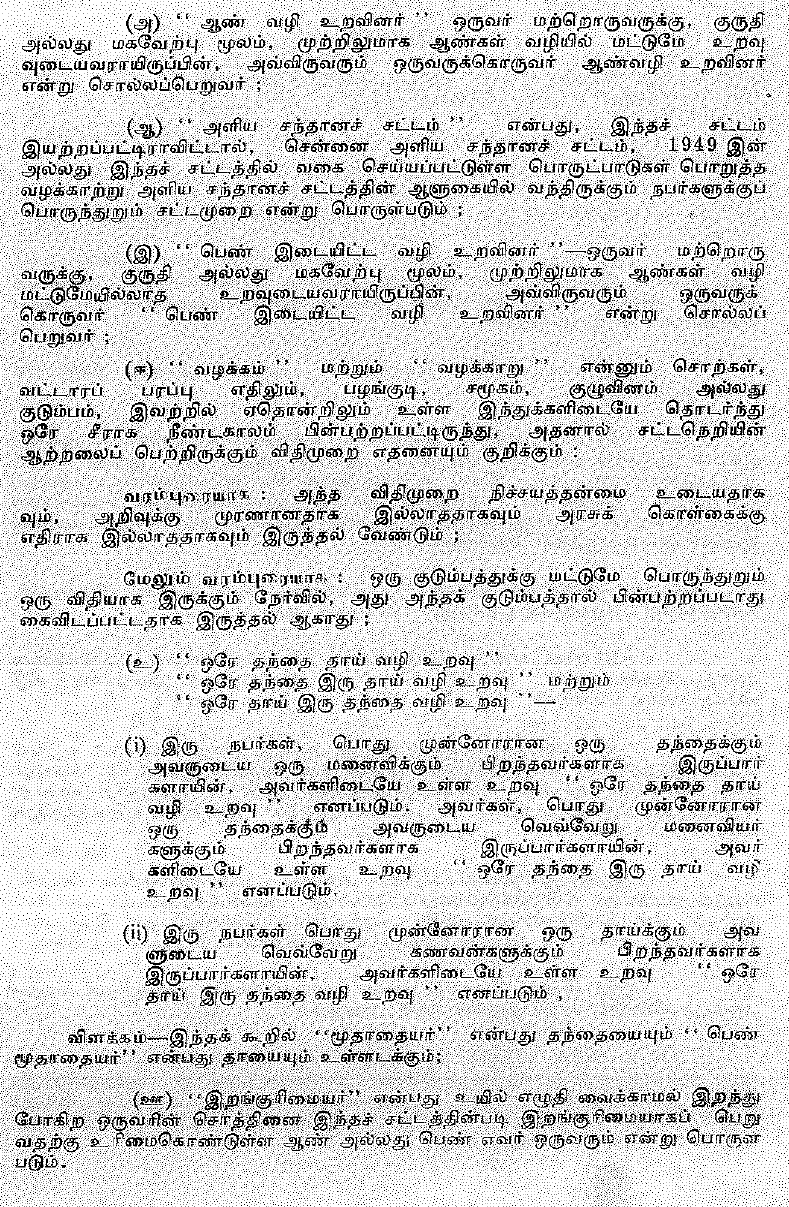 (அ) ‘‘ ஆண் வழி உறவினர் ’’ ஒருவர் மற்றொருவருக்கு, குருதி
அல்லது மகவேற்பு மூலம், முற்றிலுமாக ஆண்கள் வழியில் மட்டுமே உறவு
வுடையவராயிருப்பின், அவ்விருவரும் ஒருவருக்கொருவர் ஆண்வழி உறவினர்
என்று சொல்லப்பெறுவர் ;
(ஆ) ‘‘ அளிய சந்தானச் சட்டம் ’’ என்பது, இந்தச் சட்டம்
இயற்றப்பட்டிராவிட்டால், சென்னை அளிய சந்தானச் சட்டம், 1949 இன்
அல்லது இந்தச் சட்டத்தில் வகை செய்யப்பட்டுள்ள பொருட்பாடுகள் பொறுத்த
வழக்காற்று அளிய சந்தானச் சட்டத்தின் ஆளுகையில் வந்திருக்கும் நபர்களுக்குப்
பொருந்துறும் சட்டமுறை என்று பொருள்படும் ;
(இ) ‘‘ பெண் இடையிட்ட வழி உறவினர் ’’—ஒருவர் மற்றொரு
வருக்கு, குருதி அல்லது மகவேற்பு மூலம், முற்றிலுமாக ஆண்கள் வழி
மட்டுமேயில்லாத உறவுடையவராயிருப்பின், அவ்விருவரும் ஒருவருக்
கொருவர் ‘‘ பெண் இடையிட்ட வழி உறவினர் ’’ என்று சொல்லப்
பெறுவர் ;
(ஈ) ‘‘ வழக்கம் ’’ மற்றும் ‘‘ வழக்காறு ’’ என்னும் சொற்கள்,
வட்டாரப் பரப்பு எதிலும், பழங்குடி, சமூகம், குழுவினம் அல்லது
குடும்பம், இவற்றில் ஏதொன்றிலும் உள்ள இந்துக்களிடையே தொடர்ந்து
ஒரே சீராக நீண்டகாலம் பின்பற்றப்பட்டிருந்து, அதனால் சட்டநெறியின்
ஆற்றலைப் பெற்றிருக்கும் விதிமுறை எதனையும் குறிக்கும் :
வரம்புரையாக : அந்த விதிமுறை நிச்சயத்தன்மை உடையதாக
வும், அறிவுக்கு முரணானதாக இல்லாததாகவும் அரசுக் கொள்கைக்கு
எதிராக இல்லாததாகவும் இருத்தல் வேண்டும் ;
மேலும் வரம்புரையாக : ஒரு குடும்பத்துக்கு மட்டுமே பொருந்துறும்
ஒரு விதியாக இருக்கும் நேர்வில், அது அந்தக் குடும்பத்தால் பின்பற்றப்படாது
கைவிடப்பட்டதாக இருத்தல் ஆகாது ;
(உ) ‘‘ ஒரே தந்தை தாய் வழி உறவு ’’
‘‘ ஒரே தந்தை இரு தாய் வழி உறவு ’’ மற்றும்
‘‘ ஒரே தாய் இரு தந்தை வழி உறவு ’’—
(i) இரு நபர்கள், பொது முன்னோரான ஒரு தந்தைக்கும்
அவருடைய ஒரு மனைவிக்கும் பிறந்தவர்களாக இருப்பார்
களாயின், அவர்களிடையே உள்ள உறவு ‘‘ ஒரே தந்தை தாய்
வழி உறவு ’’ எனப்படும். அவர்கள், பொது முன்னோரான
ஒரு தந்தைக்கும் அவருடைய வெவ்வேறு மனைவியர்
களுக்கும் பிறந்தவர்களாக இருப்பார்களாயின், அவர்
களிடையே உள்ள உறவு ‘‘ ஒரே தந்தை இரு தாய் வழி
உறவு ’’ எனப்படும்.
(ii) இரு நபர்கள் பொது முன்னோரான ஒரு தாய்க்கும் அவ
ளுடைய வெவ்வேறு கணவன்களுக்கும் பிறந்தவர்களாக
இருப்பார்களாயின், அவர்களிடையே உள்ள உறவு ‘‘ ஒரே
தாய் இரு தந்தை வழி உறவு ’’ எனப்படும் ,
விளக்கம்—இந்தக் கூறில் ‘‘மூதாதையர்’’ என்பது தந்தையையும் ‘‘ பெண்
மூதாதையர்’’ என்பது தாயையும் உள்ளடக்கும்;
(ஊ) ‘‘இறங்குரிமையர்’’ என்பது உயில் எழுதி வைக்காமல் இறந்து
போகிற ஒருவரின் சொத்தினை இந்தச் சட்டத்தின்படி இறங்குரிமையாகப் பெறு
வதற்கு உரிமைகொண்டுள்ள ஆண் அல்லது பெண் எவர் ஒருவரும் என்று பொருள்
படும்.